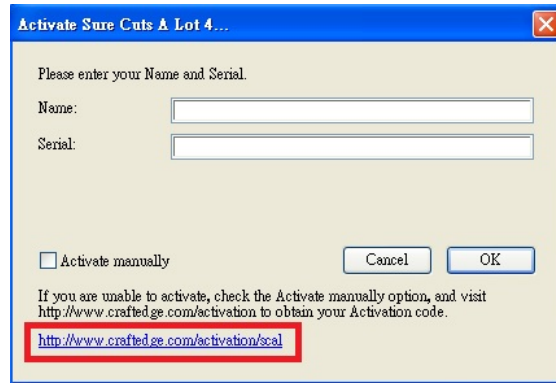 Activate Sure Cuts A Lot 4...
Please enter your Name and Serial.
Name:
Serial:
Activate manually
Cancel
OK
If you are unable to activate, check the Activate manually option, and visit
http://www.craftedge.com/activation to obtain your Activation code.
http://www.craftedge.com/activation/scal